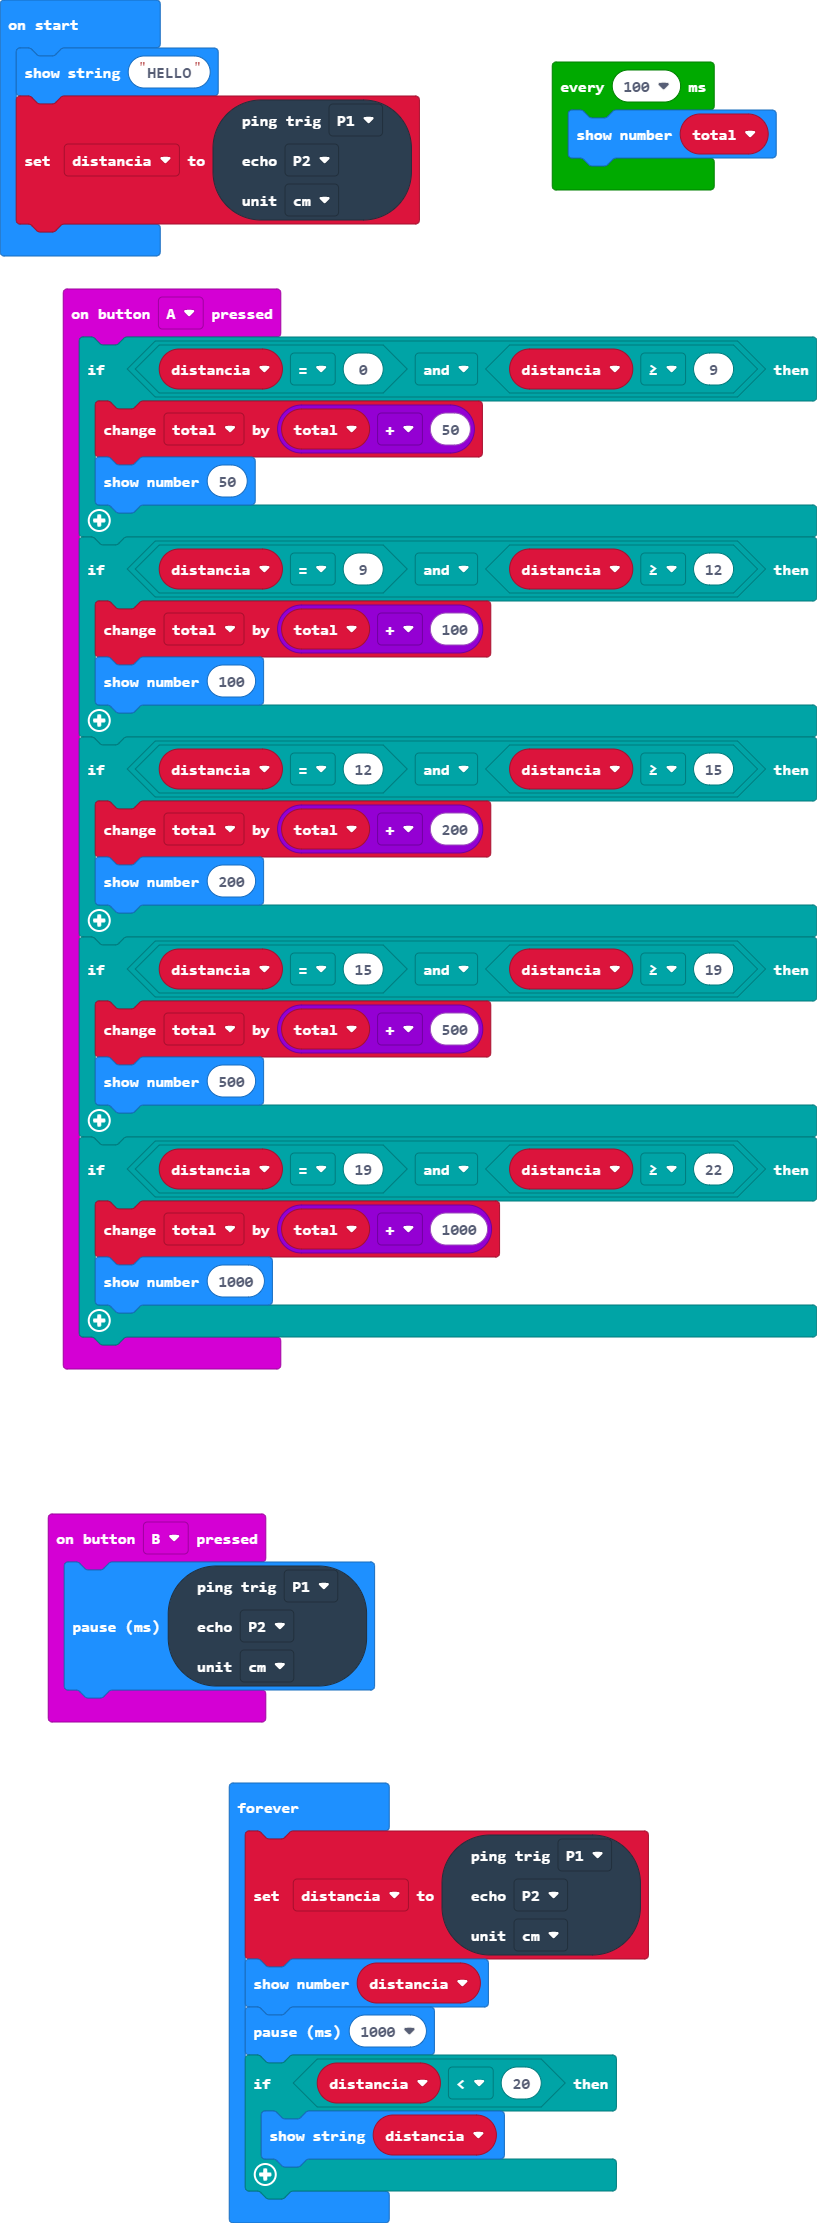 on start
show string "HELLO"
set distancia to ping trig P1
echo P2
unit cm
every 100 ms
show number total
on button A pressed
if distancia = 0 and distancia ≥ 9 then
change total by total + 50
show number 50
if distancia = 9 and distancia ≥ 12 then
change total by total + 100
show number 100
if distancia = 12 and distancia ≥ 15 then
change total by total + 200
show number 200
if distancia = 15 and distancia ≥ 19 then
change total by total + 500
show number 500
if distancia = 19 and distancia ≥ 22 then
change total by total + 1000
show number 1000
on button B pressed
pause (ms) ping trig P1
echo P2
unit cm
forever
set distancia to ping trig P1
echo P2
unit cm
show number distancia
pause (ms) 1000
if distancia < 20 then
show string distancia